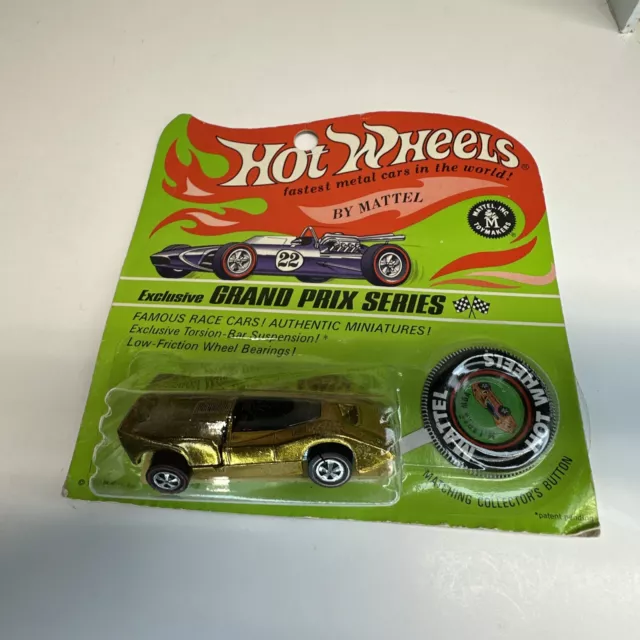 HOT WHEELS®
fastest metal cars in the world!
BY MATTEL
MATTEL, INC.
M
TOYMAKERS
22
Exclusive GRAND PRIX SERIES
FAMOUS RACE CARS! AUTHENTIC MINIATURES!
Exclusive Torsion-Bar Suspension!*
Low-Friction Wheel Bearings!
MATTEL
HOT WHEELS
MATCHING COLLECTOR'S BUTTON
*patent
©